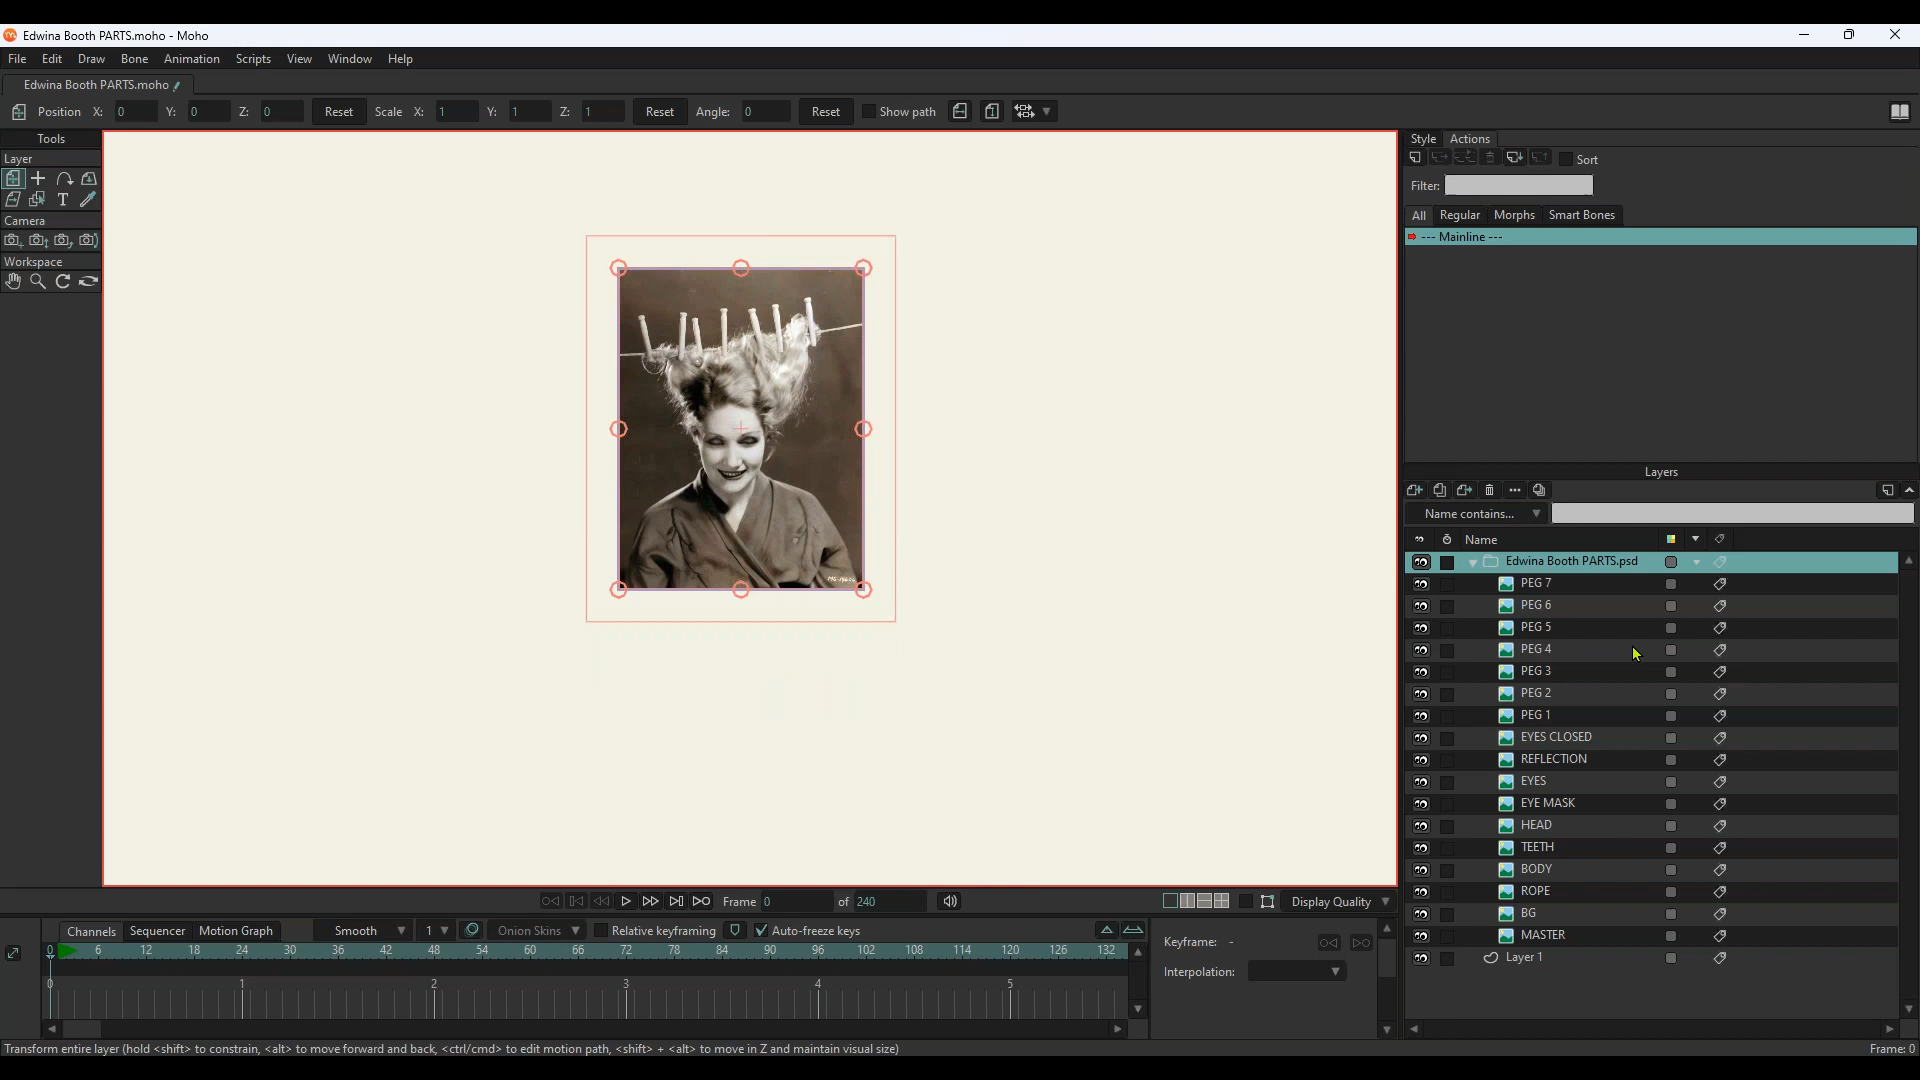 Edwina Booth PARTS.moho - Moho
File Edit Draw Bone Animation Scripts View Window Help
Edwina Booth PARTS.moho
Position X: 0 Y: 0 Z: 0 Reset Scale X: 1 Y: 1 Z: 1 Reset Angle: 0 Reset Show path
Tools
Layer
T
Camera
Workspace
Style Actions
Sort
Filter:
All Regular Morphs Smart Bones
--- Mainline ---
Layers
Name contains...
Name
Edwina Booth PARTS.psd
PEG 7
PEG 6
PEG 5
PEG 4
PEG 3
PEG 2
PEG 1
EYES CLOSED
REFLECTION
EYES
EYE MASK
HEAD
TEETH
BODY
ROPE
BG
MASTER
Layer 1
Frame 0 of 240
Display Quality
Channels Sequencer Motion Graph Smooth 1 Onion Skins Relative keyframing Auto-freeze keys
0 6 12 18 24 30 36 42 48 54 60 66 72 78 84 90 96 102 108 114 120 126 132
0 1 2 3 4 5
Keyframe: -
Interpolation:
Transform entire layer (hold <shift> to constrain, <alt> to move forward and back, <ctrl/cmd> to edit motion path, <shift> + <alt> to move in Z and maintain visual size)
Frame: 0